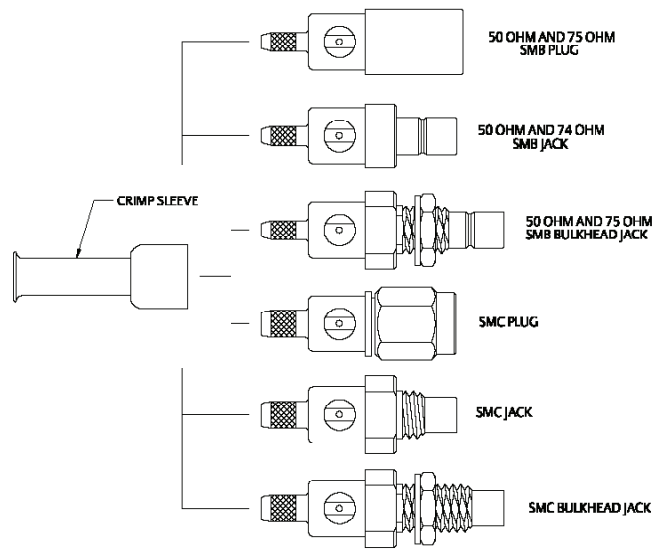 50 OHM AND 75 OHM
SMB PLUG
50 OHM AND 74 OHM
SMB JACK
CRIMP SLEEVE
50 OHM AND 75 OHM
SMB BULKHEAD JACK
SMC PLUG
SMC JACK
SMC BULKHEAD JACK